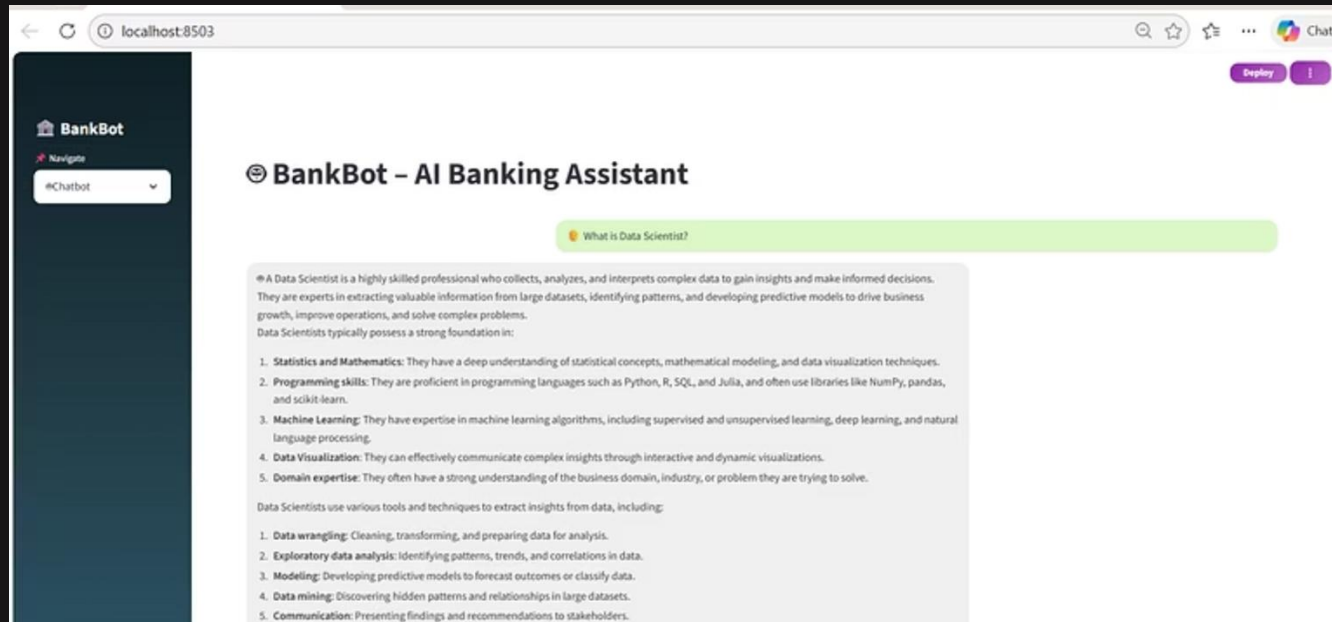 localhost:8503
Chat
Deploy
BankBot
Navigate
Chatbot
BankBot – AI Banking Assistant
What is Data Scientist?
A Data Scientist is a highly skilled professional who collects, analyzes, and interprets complex data to gain insights and make informed decisions.
They are experts in extracting valuable information from large datasets, identifying patterns, and developing predictive models to drive business
growth, improve operations, and solve complex problems.
Data Scientists typically possess a strong foundation in:
1. Statistics and Mathematics: They have a deep understanding of statistical concepts, mathematical modeling, and data visualization techniques.
2. Programming skills: They are proficient in programming languages such as Python, R, SQL, and Julia, and often use libraries like NumPy, pandas,
and scikit-learn.
3. Machine Learning: They have expertise in machine learning algorithms, including supervised and unsupervised learning, deep learning, and natural
language processing.
4. Data Visualization: They can effectively communicate complex insights through interactive and dynamic visualizations.
5. Domain expertise: They often have a strong understanding of the business domain, industry, or problem they are trying to solve.
Data Scientists use various tools and techniques to extract insights from data, including:
1. Data wrangling: Cleaning, transforming, and preparing data for analysis.
2. Exploratory data analysis: Identifying patterns, trends, and correlations in data.
3. Modeling: Developing predictive models to forecast outcomes or classify data.
4. Data mining: Discovering hidden patterns and relationships in large datasets.
5. Communication: Presenting findings and recommendations to stakeholders.